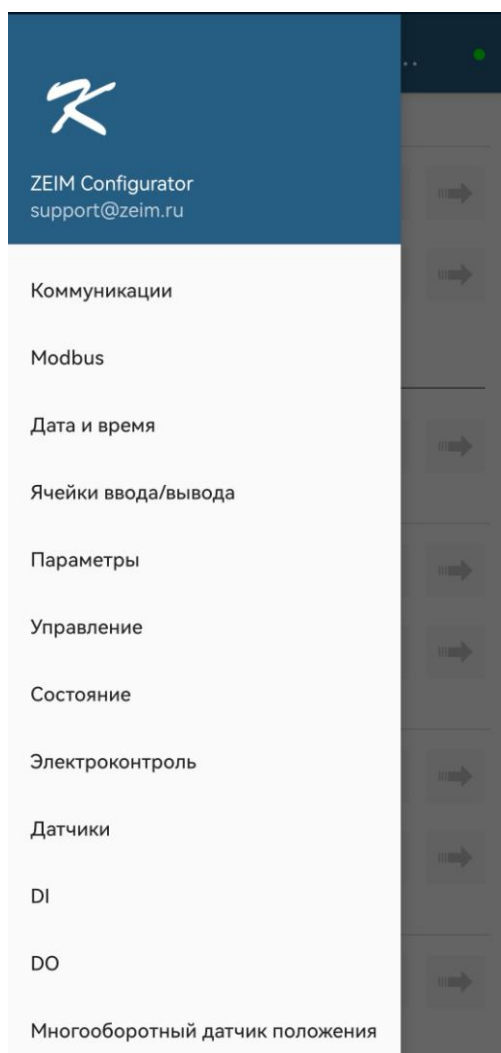 ZEIM Configurator
support@zeim.ru
Коммуникации
Modbus
Дата и время
Ячейки ввода/вывода
Параметры
Управление
Состояние
Электроконтроль
Датчики
DI
DO
Многооборотный датчик положения